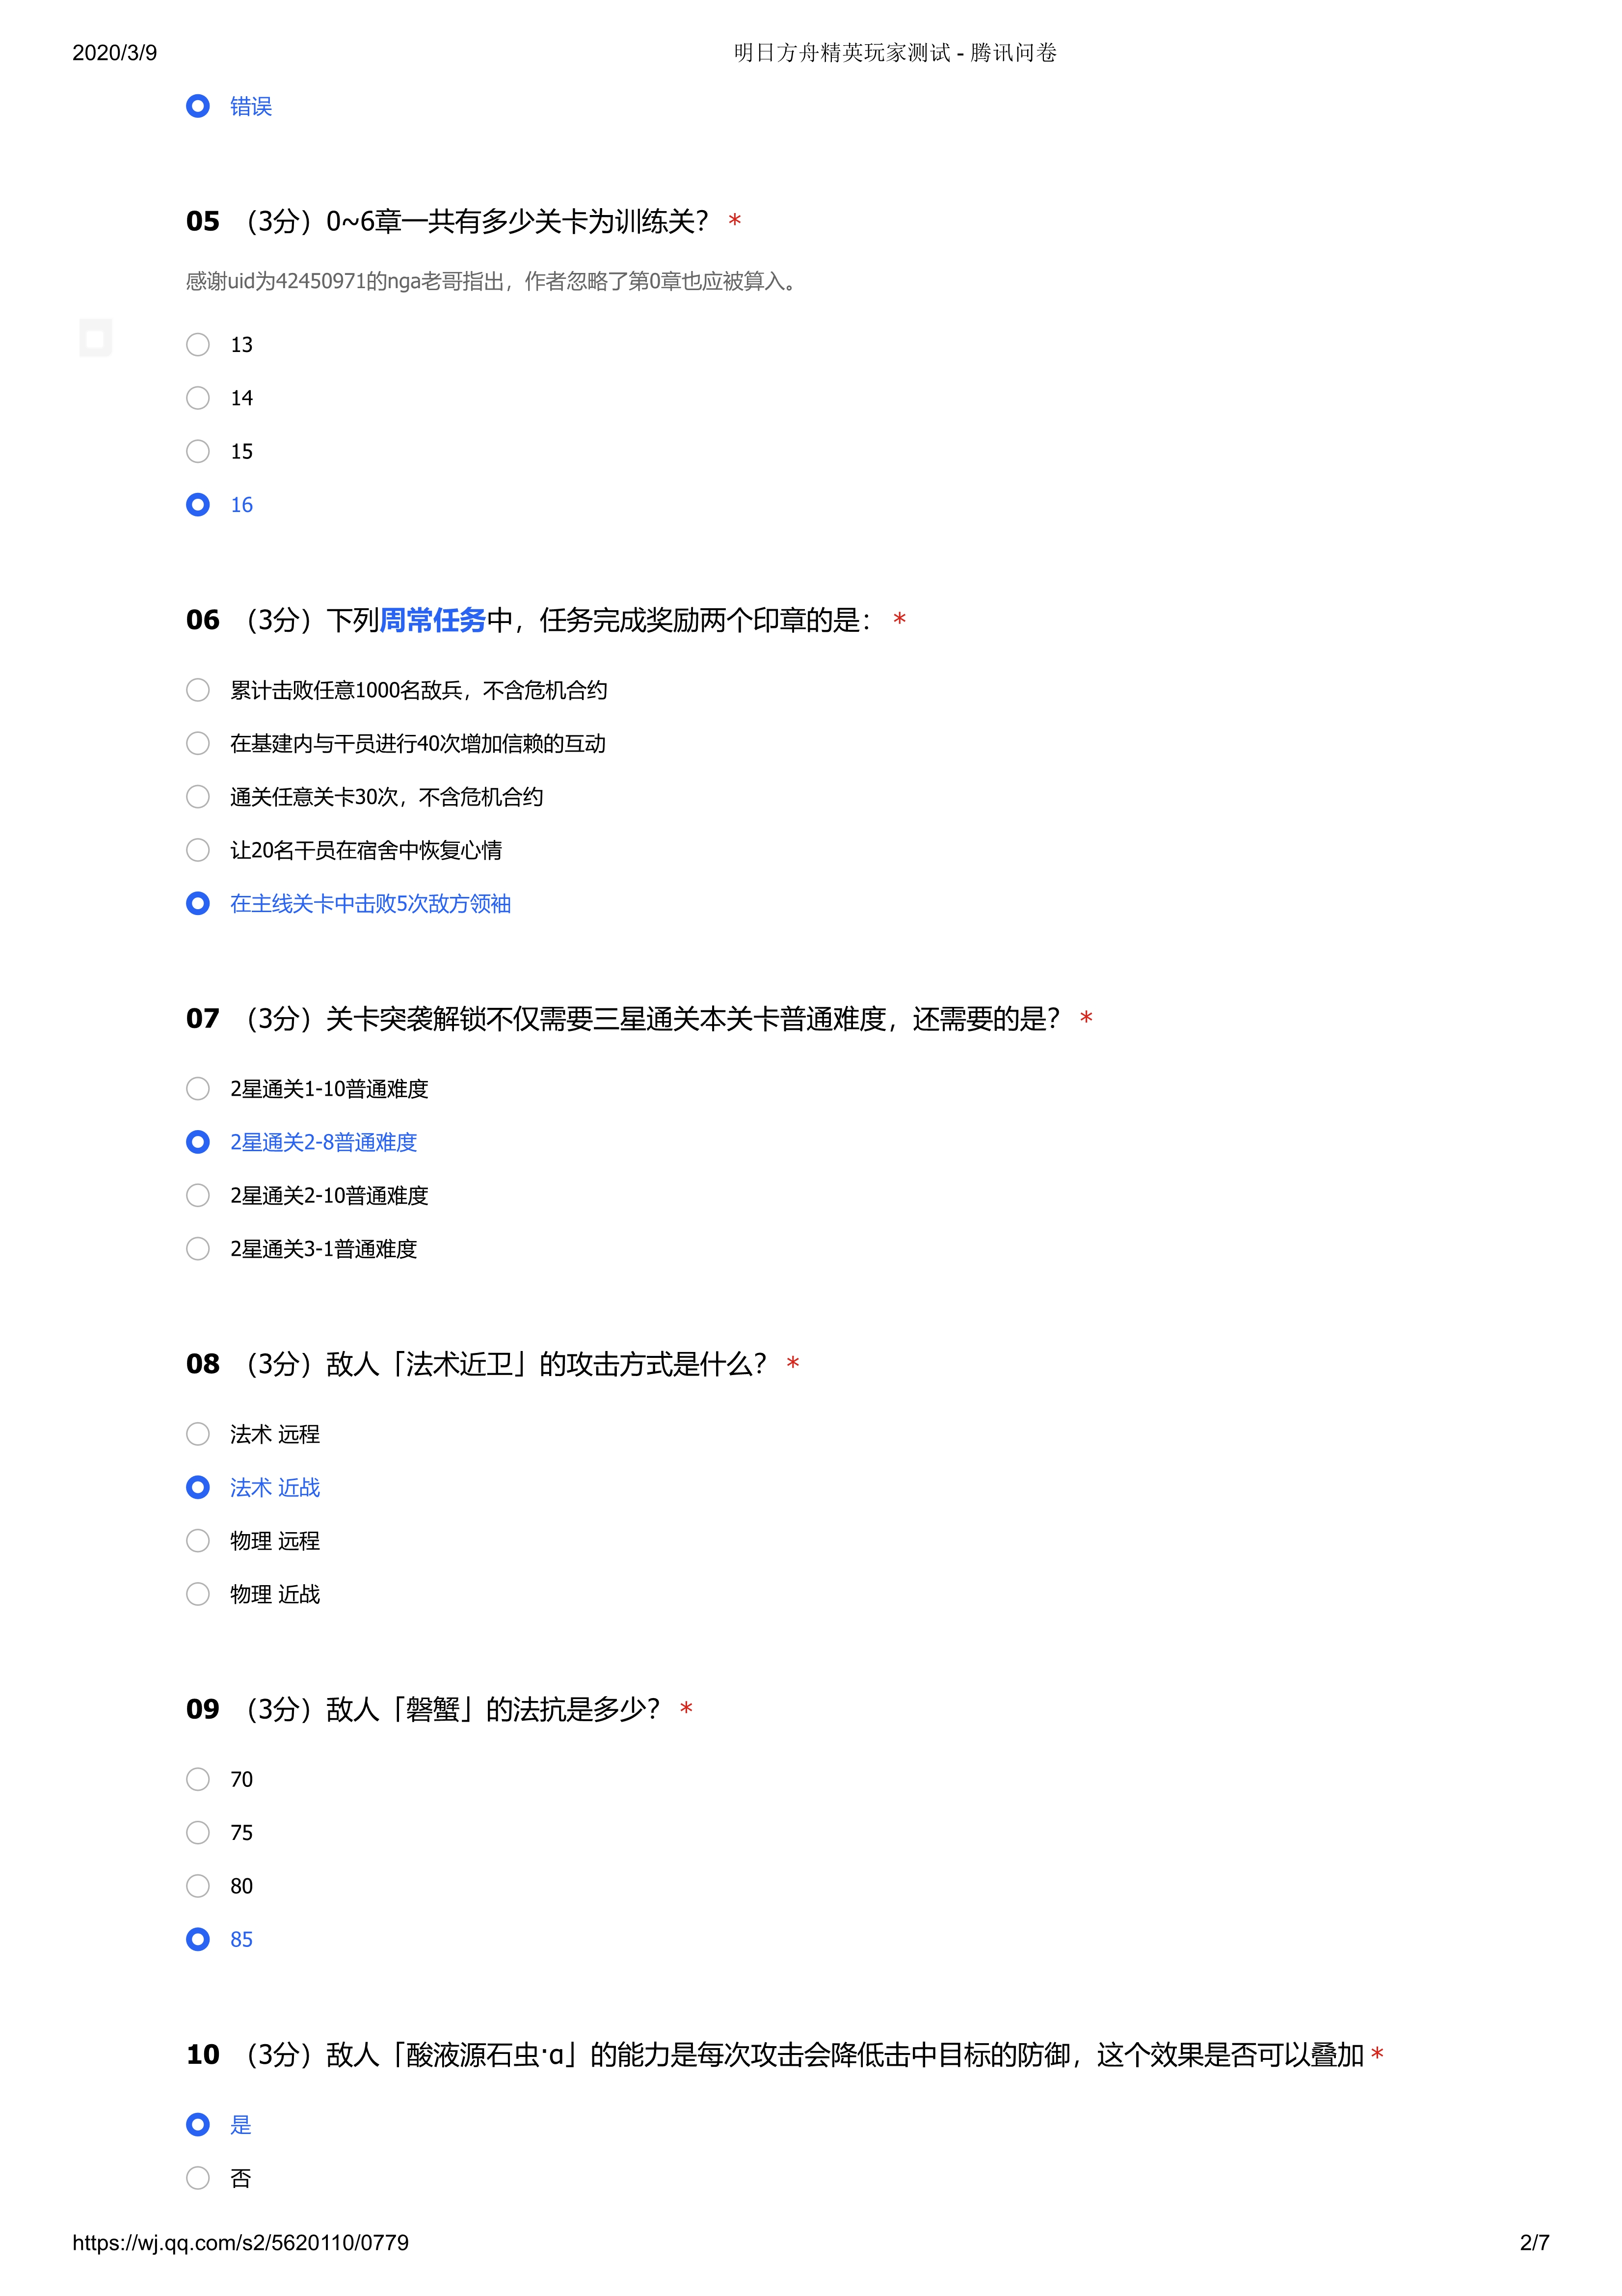 2020/3/9 明日方舟精英玩家测试 - 腾讯问卷
错误
05 （3分）0~6章一共有多少关卡为训练关？ *
感谢uid为42450971的nga老哥指出，作者忽略了第0章也应被算入。
13
14
15
16
06 （3分）下列周常任务中，任务完成奖励两个印章的是： *
累计击败任意1000名敌兵，不含危机合约
在基建内与干员进行40次增加信赖的互动
通关任意关卡30次，不含危机合约
让20名干员在宿舍中恢复心情
在主线关卡中击败5次敌方领袖
07 （3分）关卡突袭解锁不仅需要三星通关本关卡普通难度，还需要的是？ *
2星通关1-10普通难度
2星通关2-8普通难度
2星通关2-10普通难度
2星通关3-1普通难度
08 （3分）敌人「法术近卫」的攻击方式是什么？ *
法术 远程
法术 近战
物理 远程
物理 近战
09 （3分）敌人「磐蟹」的法抗是多少？ *
70
75
80
85
10 （3分）敌人「酸液源石虫·α」的能力是每次攻击会降低击中目标的防御，这个效果是否可以叠加 *
是
否
https://wj.qq.com/s2/5620110/0779 2/7